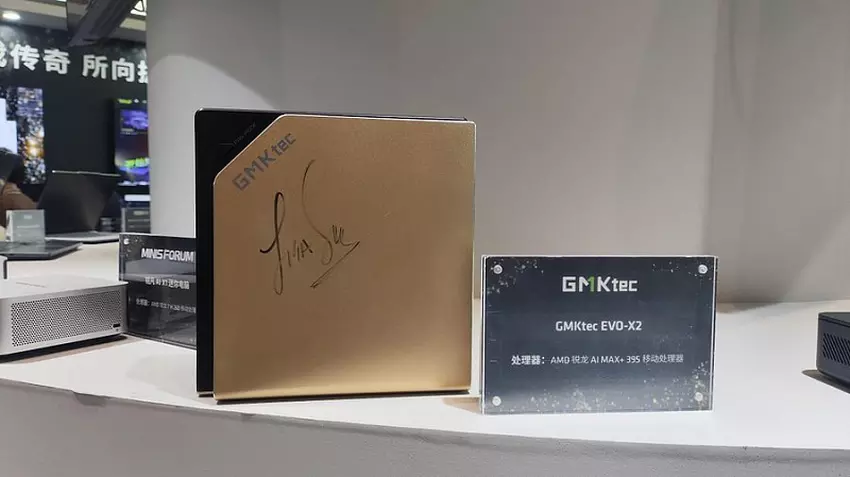 传奇 所向
GMKtec
Lisa Su
MINISFORUM
GMKtec
GMKtec EVO-X2
处理器：AMD 锐龙 AI MAX+ 395 移动处理器